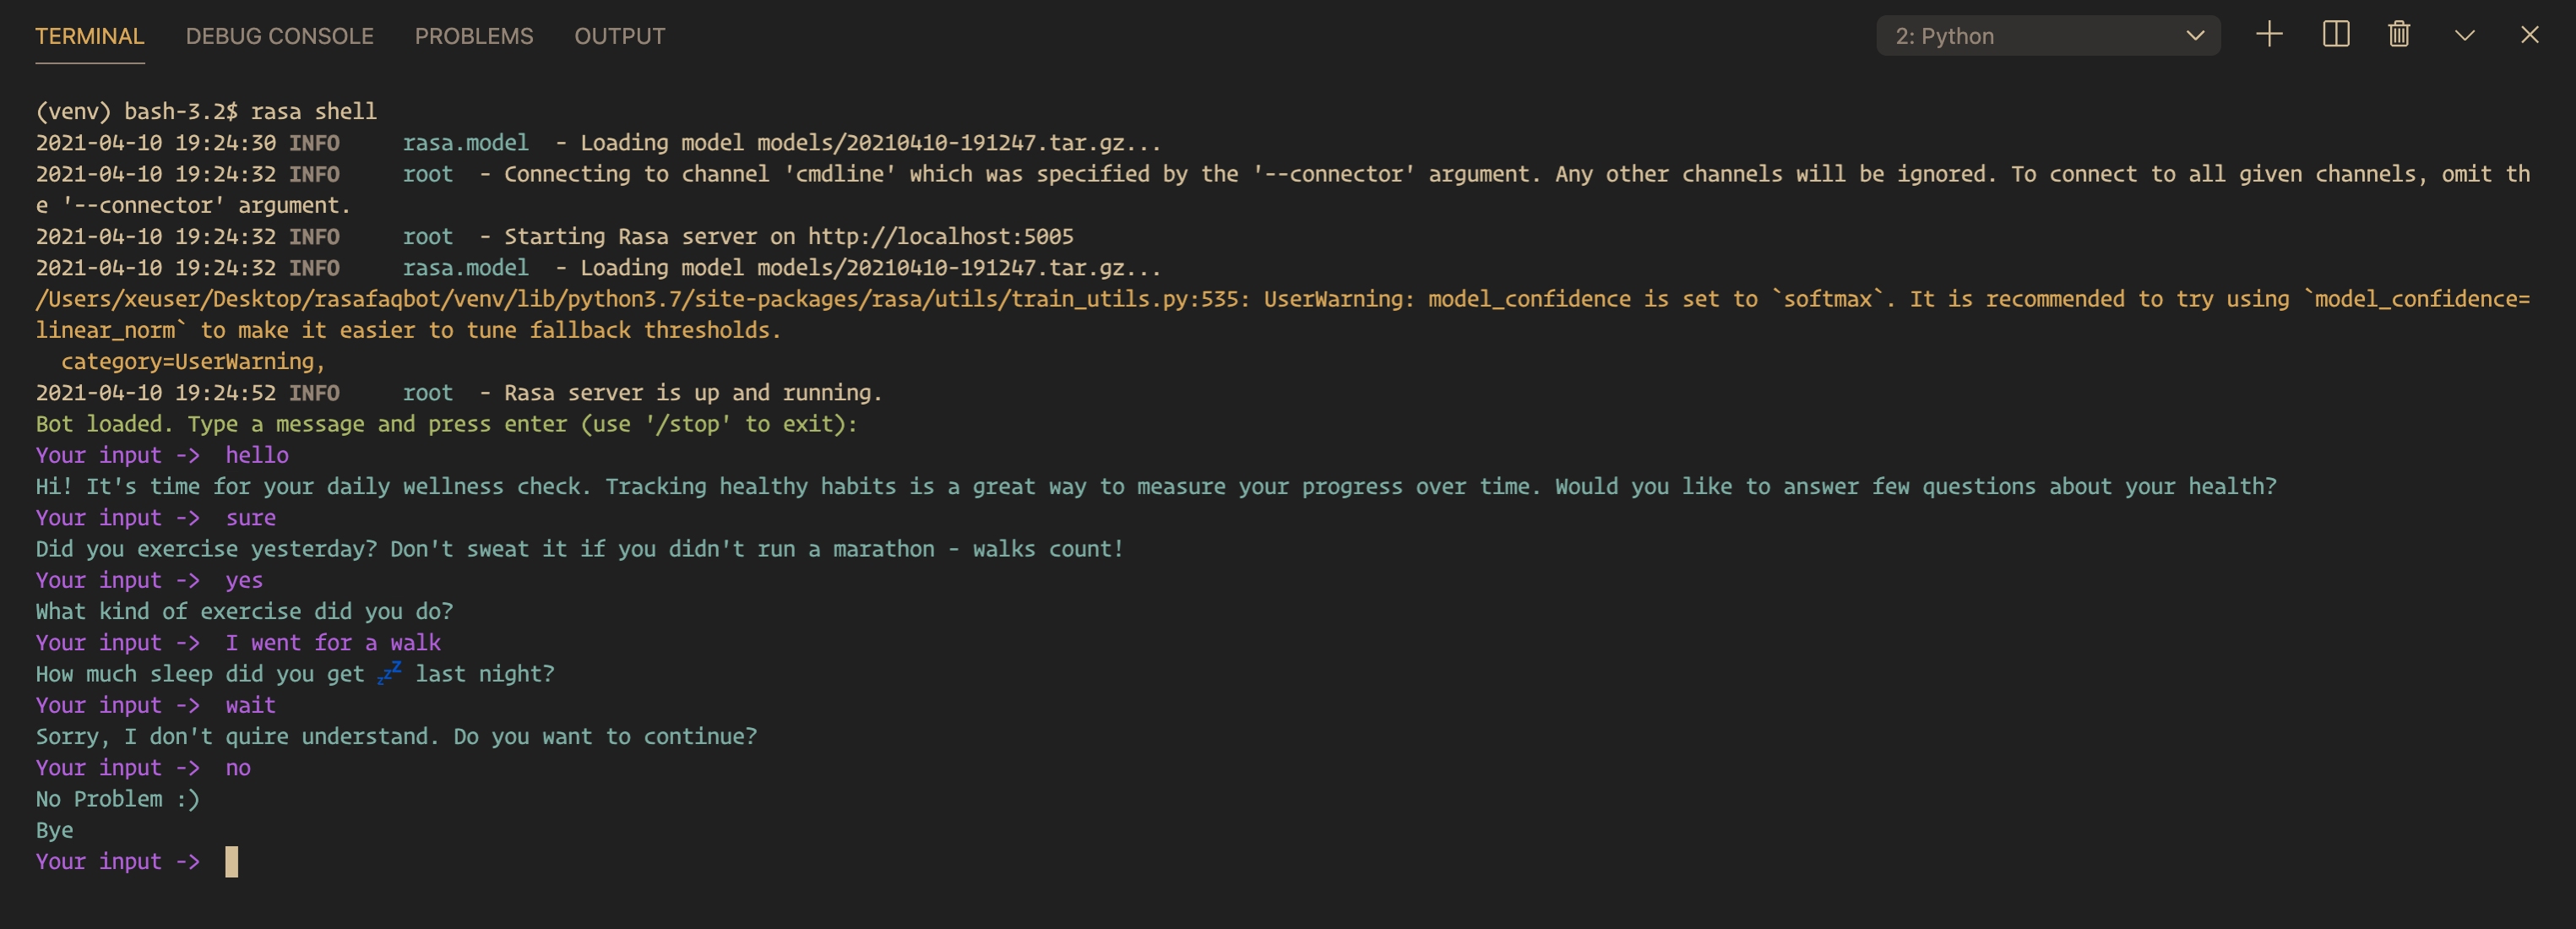 TERMINAL DEBUG CONSOLE PROBLEMS OUTPUT 2: Python
(venv) bash-3.2$ rasa shell
2021-04-10 19:24:30 INFO     rasa.model  - Loading model models/20210410-191247.tar.gz...
2021-04-10 19:24:32 INFO     root  - Connecting to channel 'cmdline' which was specified by the '--connector' argument. Any other channels will be ignored. To connect to all given channels, omit th
e '--connector' argument.
2021-04-10 19:24:32 INFO     root  - Starting Rasa server on http://localhost:5005
2021-04-10 19:24:32 INFO     rasa.model  - Loading model models/20210410-191247.tar.gz...
/Users/xeuser/Desktop/rasafaqbot/venv/lib/python3.7/site-packages/rasa/utils/train_utils.py:535: UserWarning: model_confidence is set to `softmax`. It is recommended to try using `model_confidence=
linear_norm` to make it easier to tune fallback thresholds.
  category=UserWarning,
2021-04-10 19:24:52 INFO     root  - Rasa server is up and running.
Bot loaded. Type a message and press enter (use '/stop' to exit):
Your input ->  hello
Hi! It's time for your daily wellness check. Tracking healthy habits is a great way to measure your progress over time. Would you like to answer few questions about your health?
Your input ->  sure
Did you exercise yesterday? Don't sweat it if you didn't run a marathon - walks count!
Your input ->  yes
What kind of exercise did you do?
Your input ->  I went for a walk
How much sleep did you get 💤 last night?
Your input ->  wait
Sorry, I don't quire understand. Do you want to continue?
Your input ->  no
No Problem :)
Bye
Your input ->